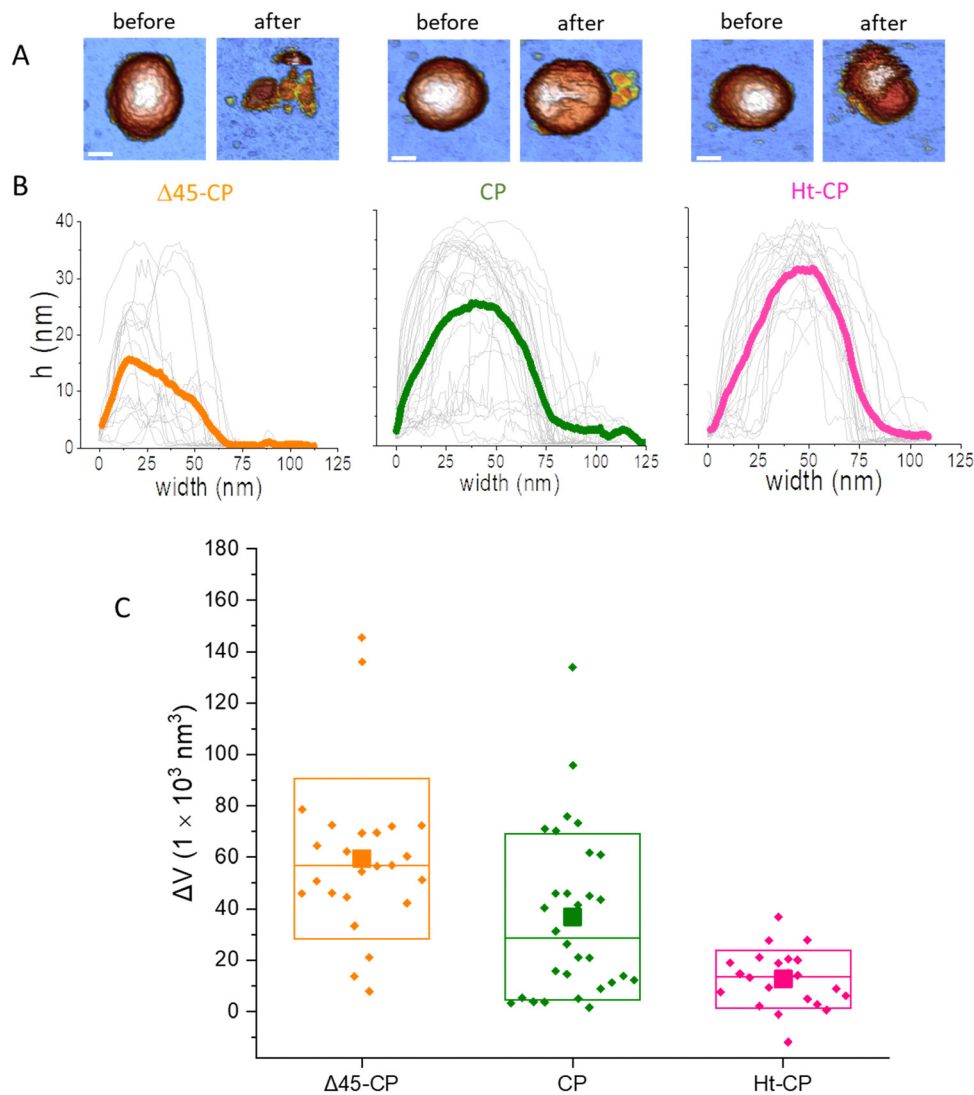 before after before after before after
A
B
Δ45-CP CP Ht-CP
40
30
20
10
0
h (nm)
0 25 50 75 100 125
0 25 50 75 100 125
0 25 50 75 100 125
width (nm) width (nm) width (nm)
C
180
160
140
120
100
80
60
40
20
0
ΔV (1 × 10³ nm³)
Δ45-CP CP Ht-CP